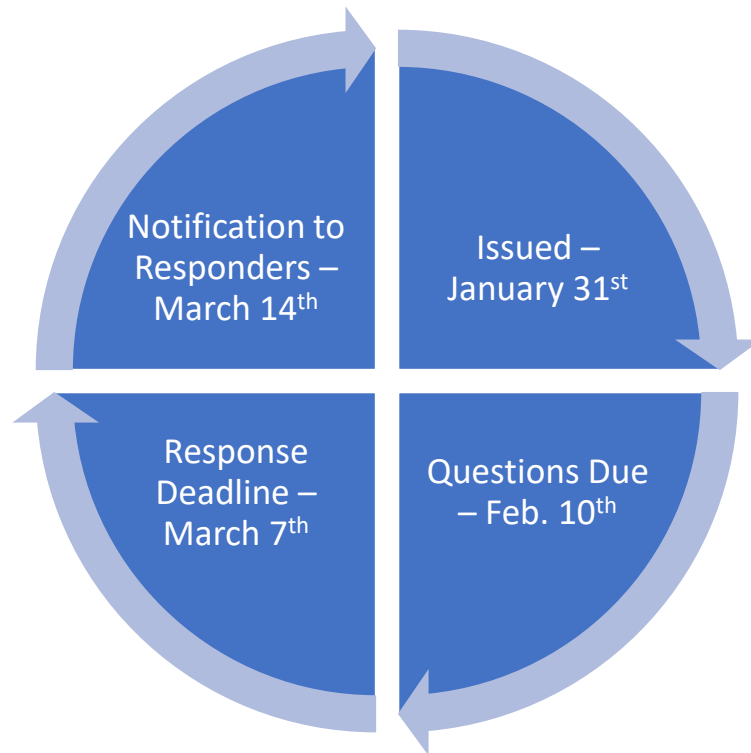 Issued –
January 31st
Questions Due
– Feb. 10th
Response
Deadline –
March 7th
Notification to
Responders –
March 14th